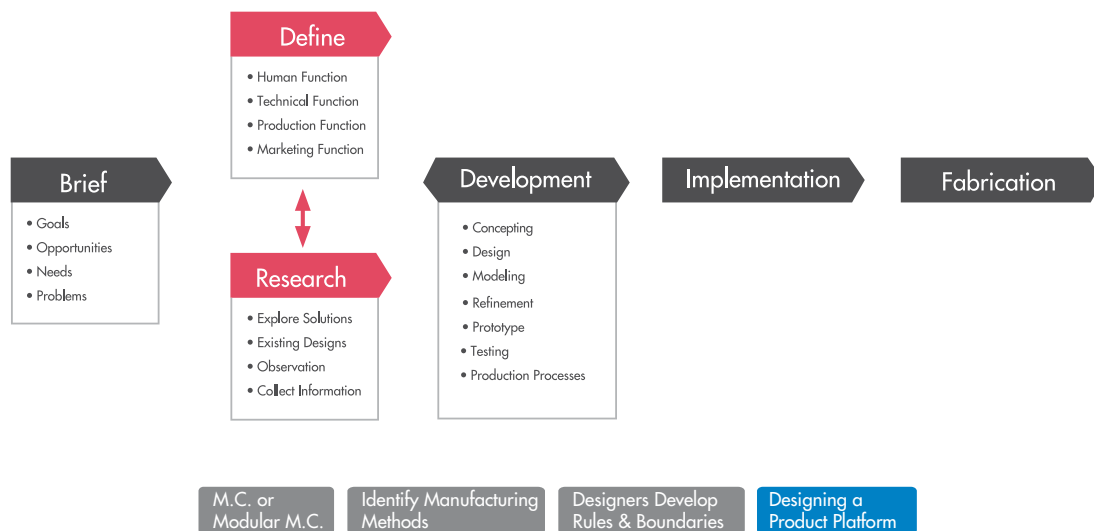 Define
• Human Function
• Technical Function
• Production Function
• Marketing Function
Brief
• Goals
• Opportunities
• Needs
• Problems
Research
• Explore Solutions
• Existing Designs
• Observation
• Collect Information
Development
• Concepting
• Design
• Modeling
• Refinement
• Prototype
• Testing
• Production Processes
Implementation
Fabrication
M.C. or
Modular M.C.
Identify Manufacturing
Methods
Designers Develop
Rules & Boundaries
Designing a
Product Platform